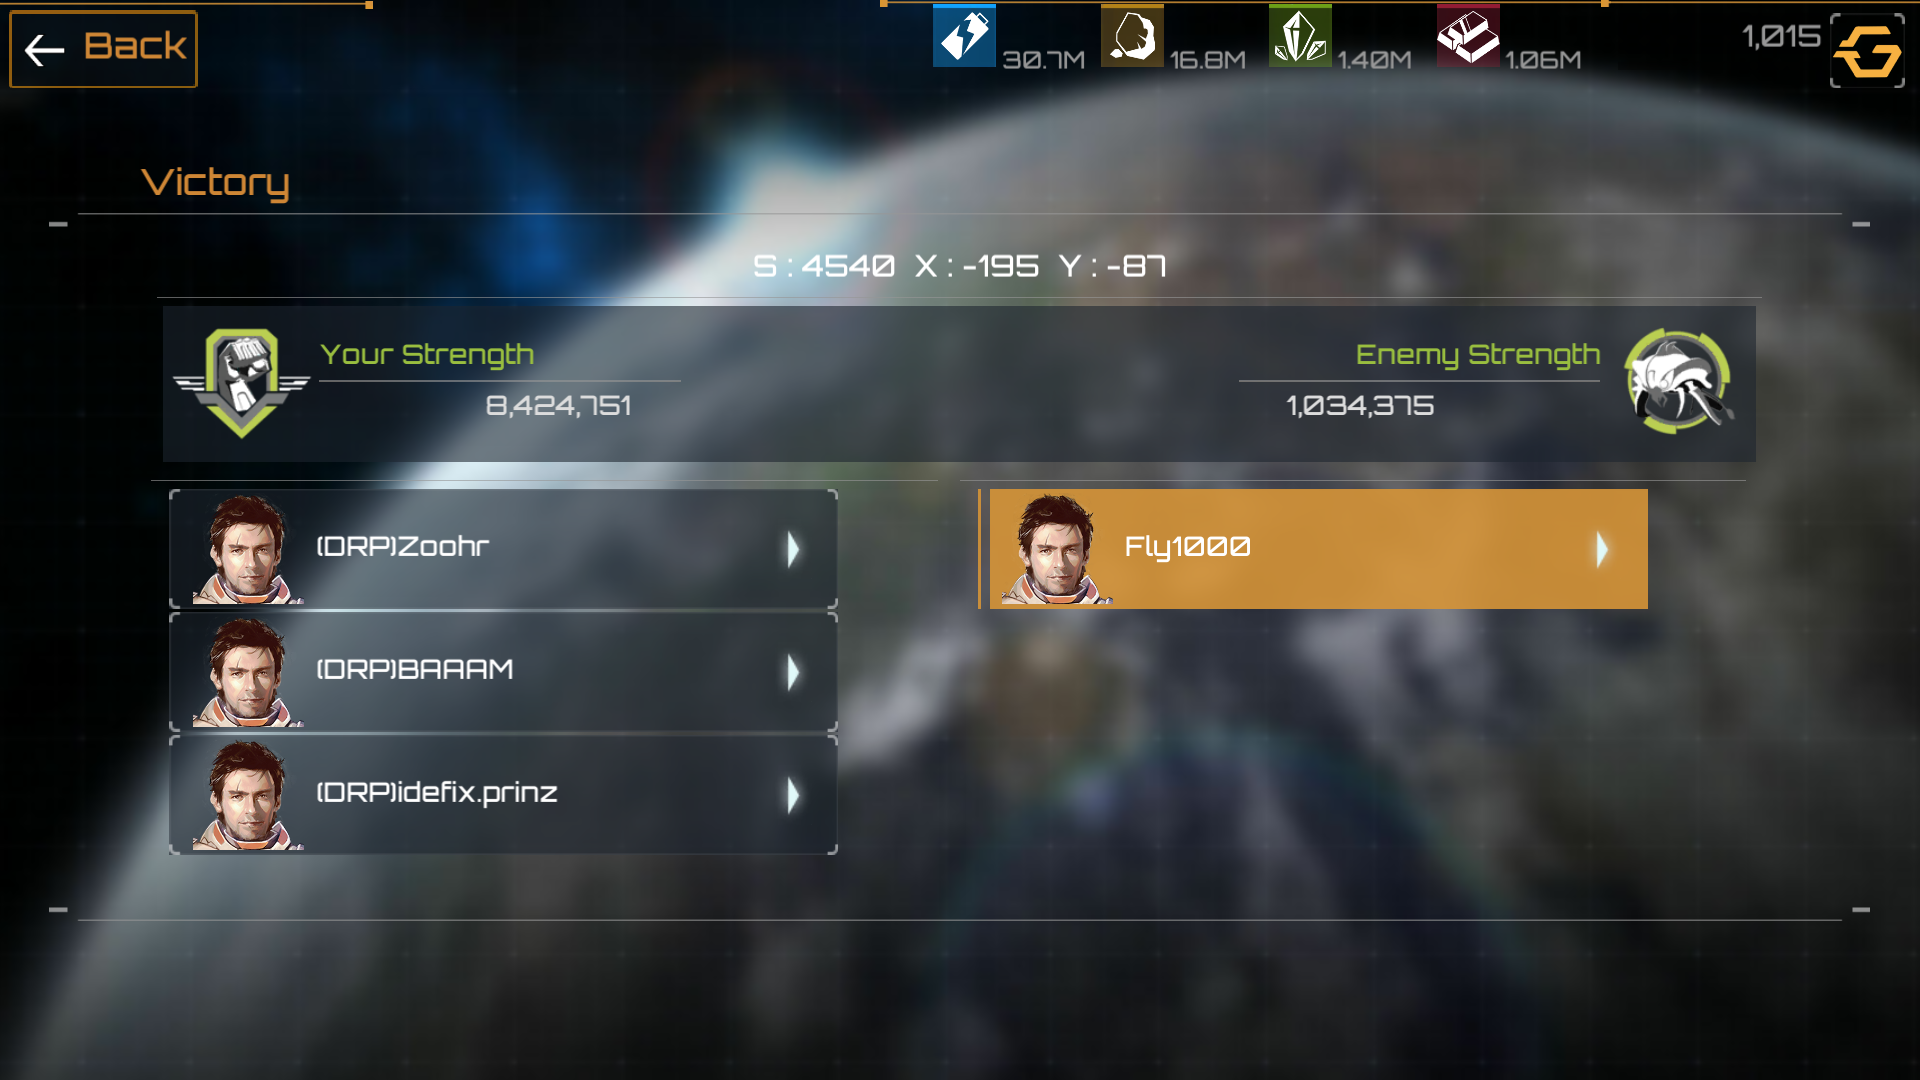 Back
30.7M 16.8M 1.40M 1.06M 1,015
Victory
S : 4540 X : -195 Y : -87
Your Strength
8,424,751
Enemy Strength
1,034,375
(DRP)Zoohr
(DRP)BAAAM
(DRP)idefix.prinz
Fly1000